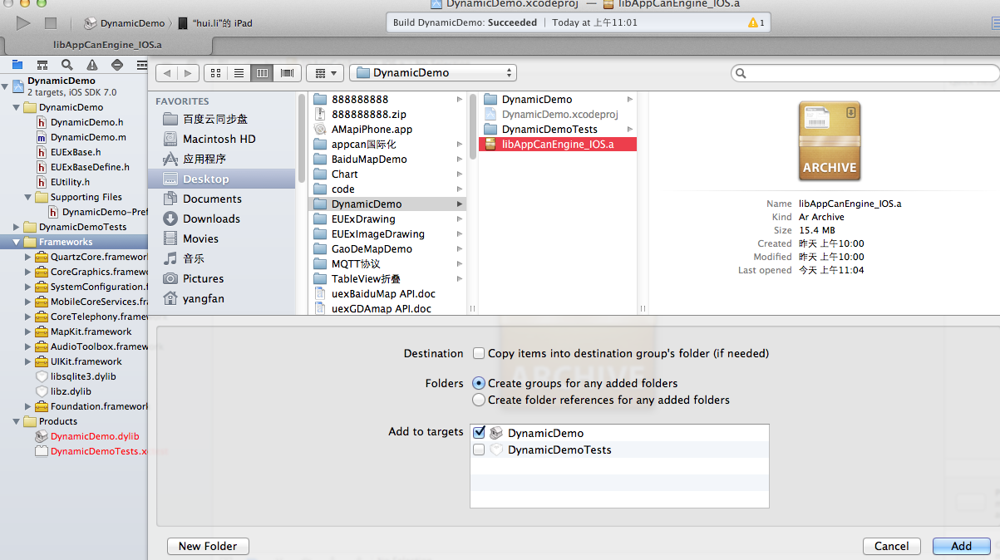 DynamicDemo.xcodeproj — libAppCanEngine_IOS.a
DynamicDemo
"hui.li"的 iPad
Build DynamicDemo: Succeeded | Today at 上午11:01
1
libAppCanEngine_IOS.a
DynamicDemo
2 targets, iOS SDK 7.0
DynamicDemo
DynamicDemo.h
DynamicDemo.m
EUExBase.h
EUExBaseDefine.h
EUtility.h
Supporting Files
DynamicDemo-Pref
DynamicDemoTests
Frameworks
QuartzCore.framework
CoreGraphics.framew
SystemConfiguration.f
MobileCoreServices.fra
CoreTelephony.framew
MapKit.framework
AudioToolbox.framew
UIKit.framework
libsqlite3.dylib
libz.dylib
Foundation.framework
Products
DynamicDemo.dylib
DynamicDemoTests.x
DynamicDemo
FAVORITES
百度云同步盘
Macintosh HD
应用程序
Desktop
Documents
Downloads
Movies
音乐
Pictures
yangfan
888888888
888888888.zip
AMapiPhone.app
appcan国际化
BaiduMapDemo
Chart
code
DynamicDemo
EUExDrawing
EUExImageDrawing
GaoDeMapDemo
MQTT协议
TableView折叠
uexBaiduMap API.doc
uexGDAmap API.doc
DynamicDemo
DynamicDemo.xcodeproj
DynamicDemoTests
libAppCanEngine_IOS.a
ARCHIVE
Name libAppCanEngine_IOS.a
Kind Ar Archive
Size 15.4 MB
Created 昨天 上午10:00
Modified 昨天 上午10:00
Last opened 今天 上午11:04
Destination Copy items into destination group's folder (if needed)
ARCHIVE
Folders Create groups for any added folders
Create folder references for any added folders
Add to targets DynamicDemo
DynamicDemoTests
New Folder
Cancel
Add